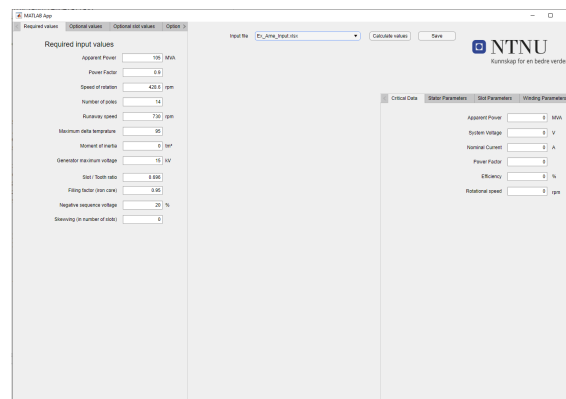 MATLAB App
Required values Optional values Optional slot values Option >
Input file Ex_Arne_Input.xlsx Calculate values Save
NTNU
Kunnskap for en bedre verde
Required input values
Apparent Power 105 MVA
Power Factor 0.9
Speed of rotation 428.6 rpm
Number of poles 14
Runaway speed 730 rpm
Maximum delta temprature 95
Moment of inertia 0 tm²
Generator maximum voltage 15 kV
Slot / Tooth ratio 0.696
Filling factor (iron core) 0.95
Negative sequence voltage 20 %
Skewving (in number of slots) 0
Critical Data Stator Parameters Slot Parameters Winding Parameters
Apparent Power 0 MVA
System Voltage 0 V
Nominal Current 0 A
Power Factor 0
Efficiency 0 %
Rotational speed 0 rpm